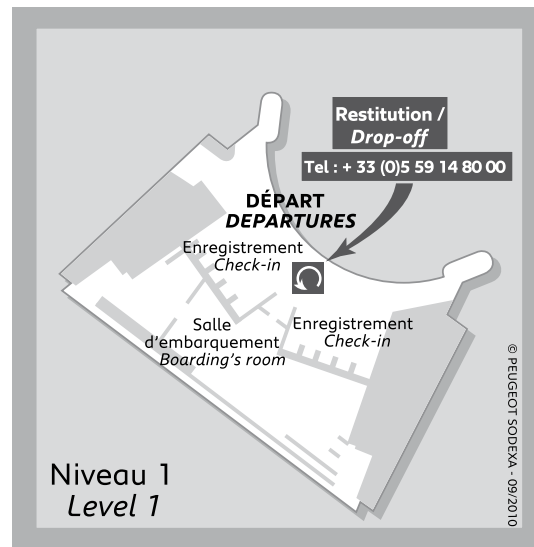 Restitution /
Drop-off
Tel : + 33 (0)5 59 14 80 00
DÉPART
DEPARTURES
Enregistrement
Check-in
Salle
d'embarquement
Boarding's room
Enregistrement
Check-in
Niveau 1
Level 1
© PEUGEOT SODEXA - 09/2010